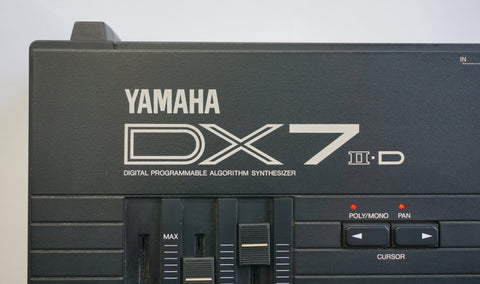 IN
YAMAHA
DX7 II·D
DIGITAL PROGRAMMABLE ALGORITHM SYNTHESIZER
POLY/MONO PAN
MAX
CURSOR